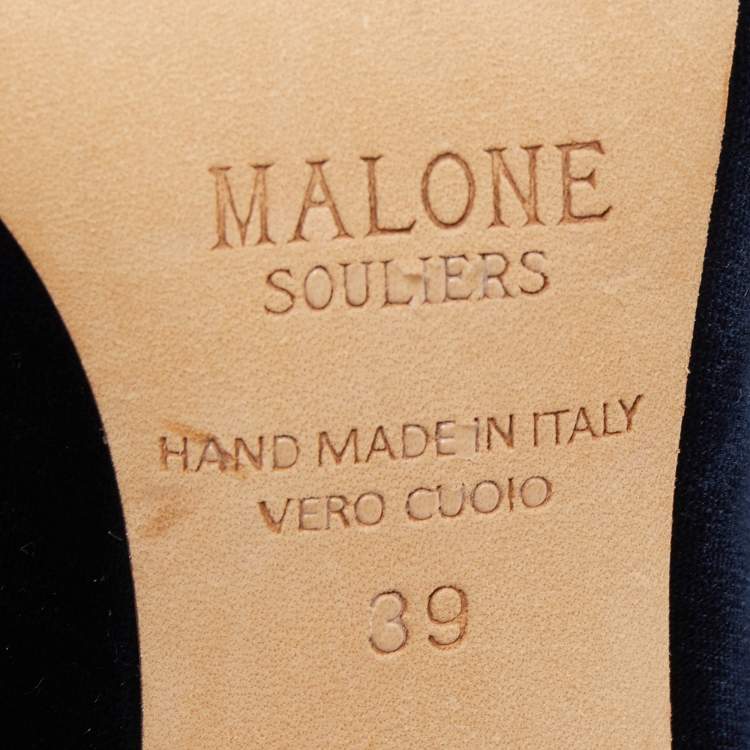 MALONE
SOULIERS
HAND MADE IN ITALY
VERO CUOIO
39